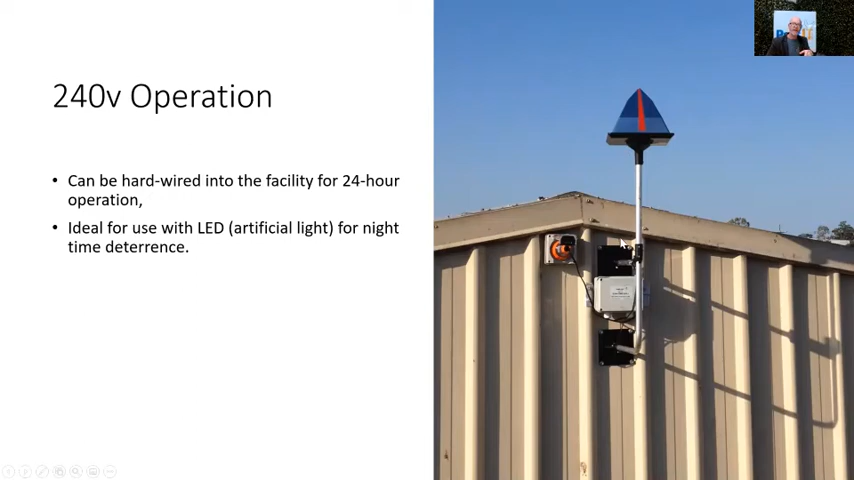 240v Operation
• Can be hard-wired into the facility for 24-hour
operation,
• Ideal for use with LED (artificial light) for night
time deterrence.